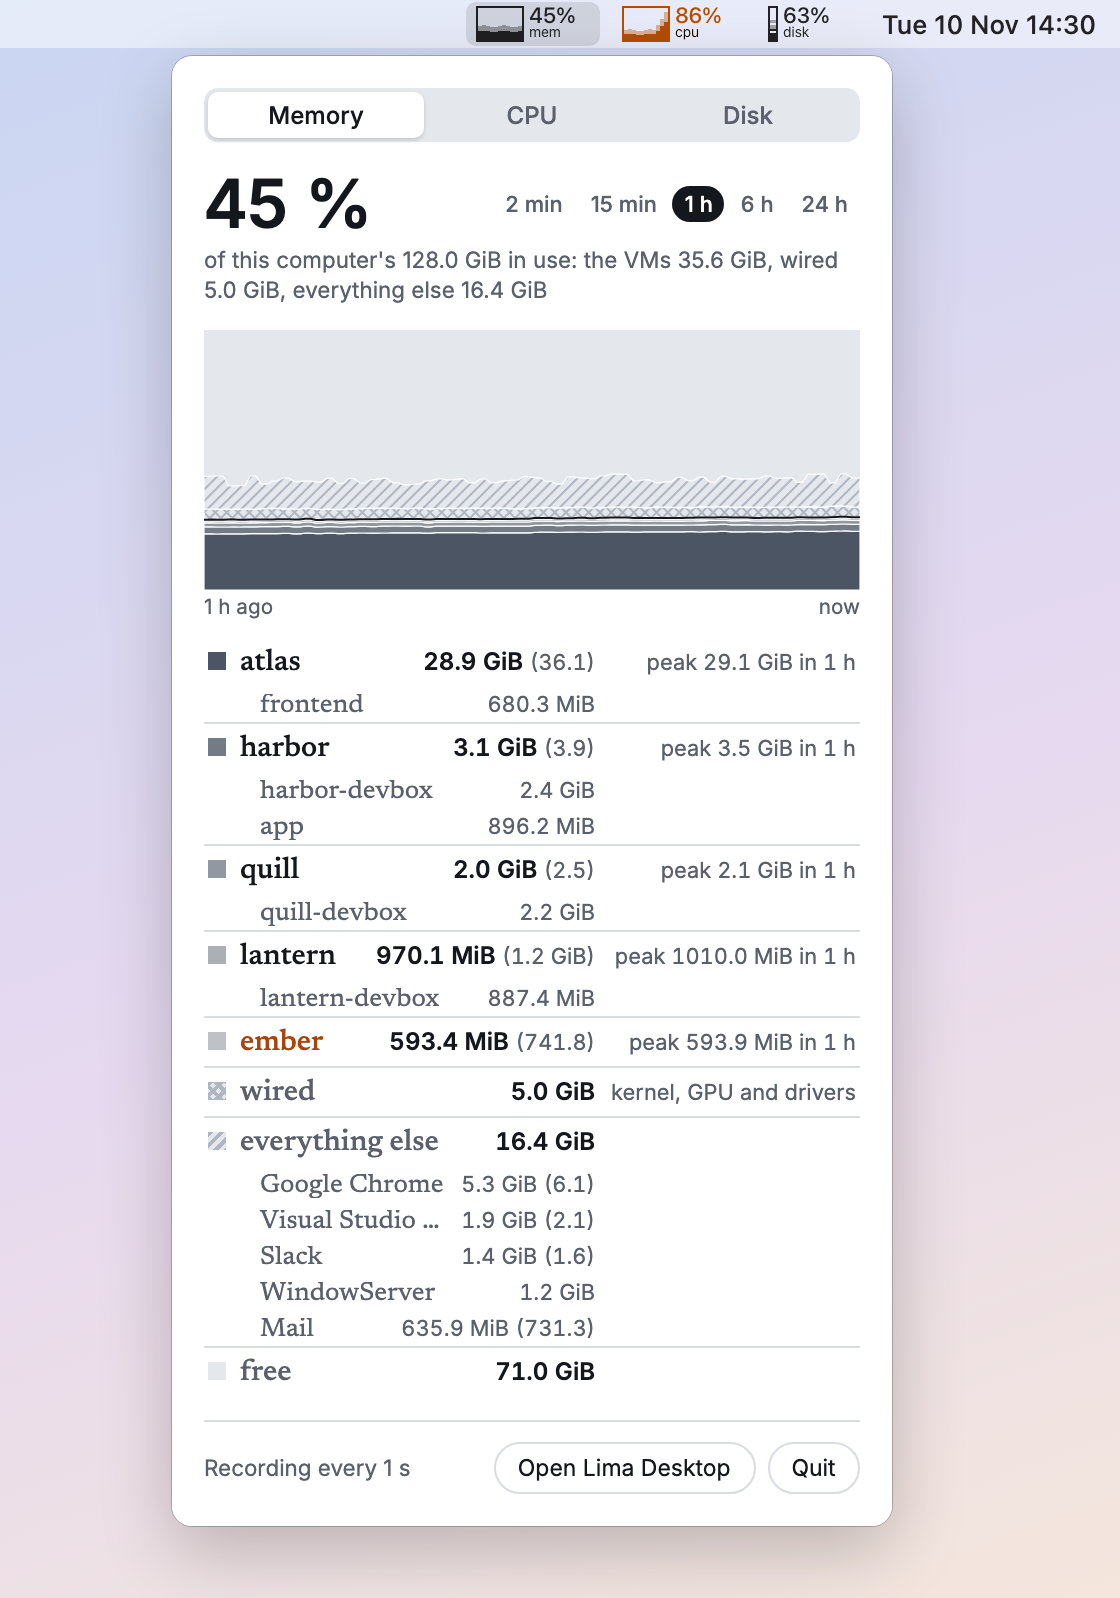 45%
mem
86%
cpu
63%
disk
Tue 10 Nov 14:30
Memory
CPU
Disk
45 %
2 min
15 min
1 h
6 h
24 h
of this computer's 128.0 GiB in use: the VMs 35.6 GiB, wired
5.0 GiB, everything else 16.4 GiB
1 h ago
now
atlas 28.9 GiB (36.1) peak 29.1 GiB in 1 h
frontend 680.3 MiB
harbor 3.1 GiB (3.9) peak 3.5 GiB in 1 h
harbor-devbox 2.4 GiB
app 896.2 MiB
quill 2.0 GiB (2.5) peak 2.1 GiB in 1 h
quill-devbox 2.2 GiB
lantern 970.1 MiB (1.2 GiB) peak 1010.0 MiB in 1 h
lantern-devbox 887.4 MiB
ember 593.4 MiB (741.8) peak 593.9 MiB in 1 h
wired 5.0 GiB kernel, GPU and drivers
everything else 16.4 GiB
Google Chrome 5.3 GiB (6.1)
Visual Studio ... 1.9 GiB (2.1)
Slack 1.4 GiB (1.6)
WindowServer 1.2 GiB
Mail 635.9 MiB (731.3)
free 71.0 GiB
Recording every 1 s
Open Lima Desktop
Quit